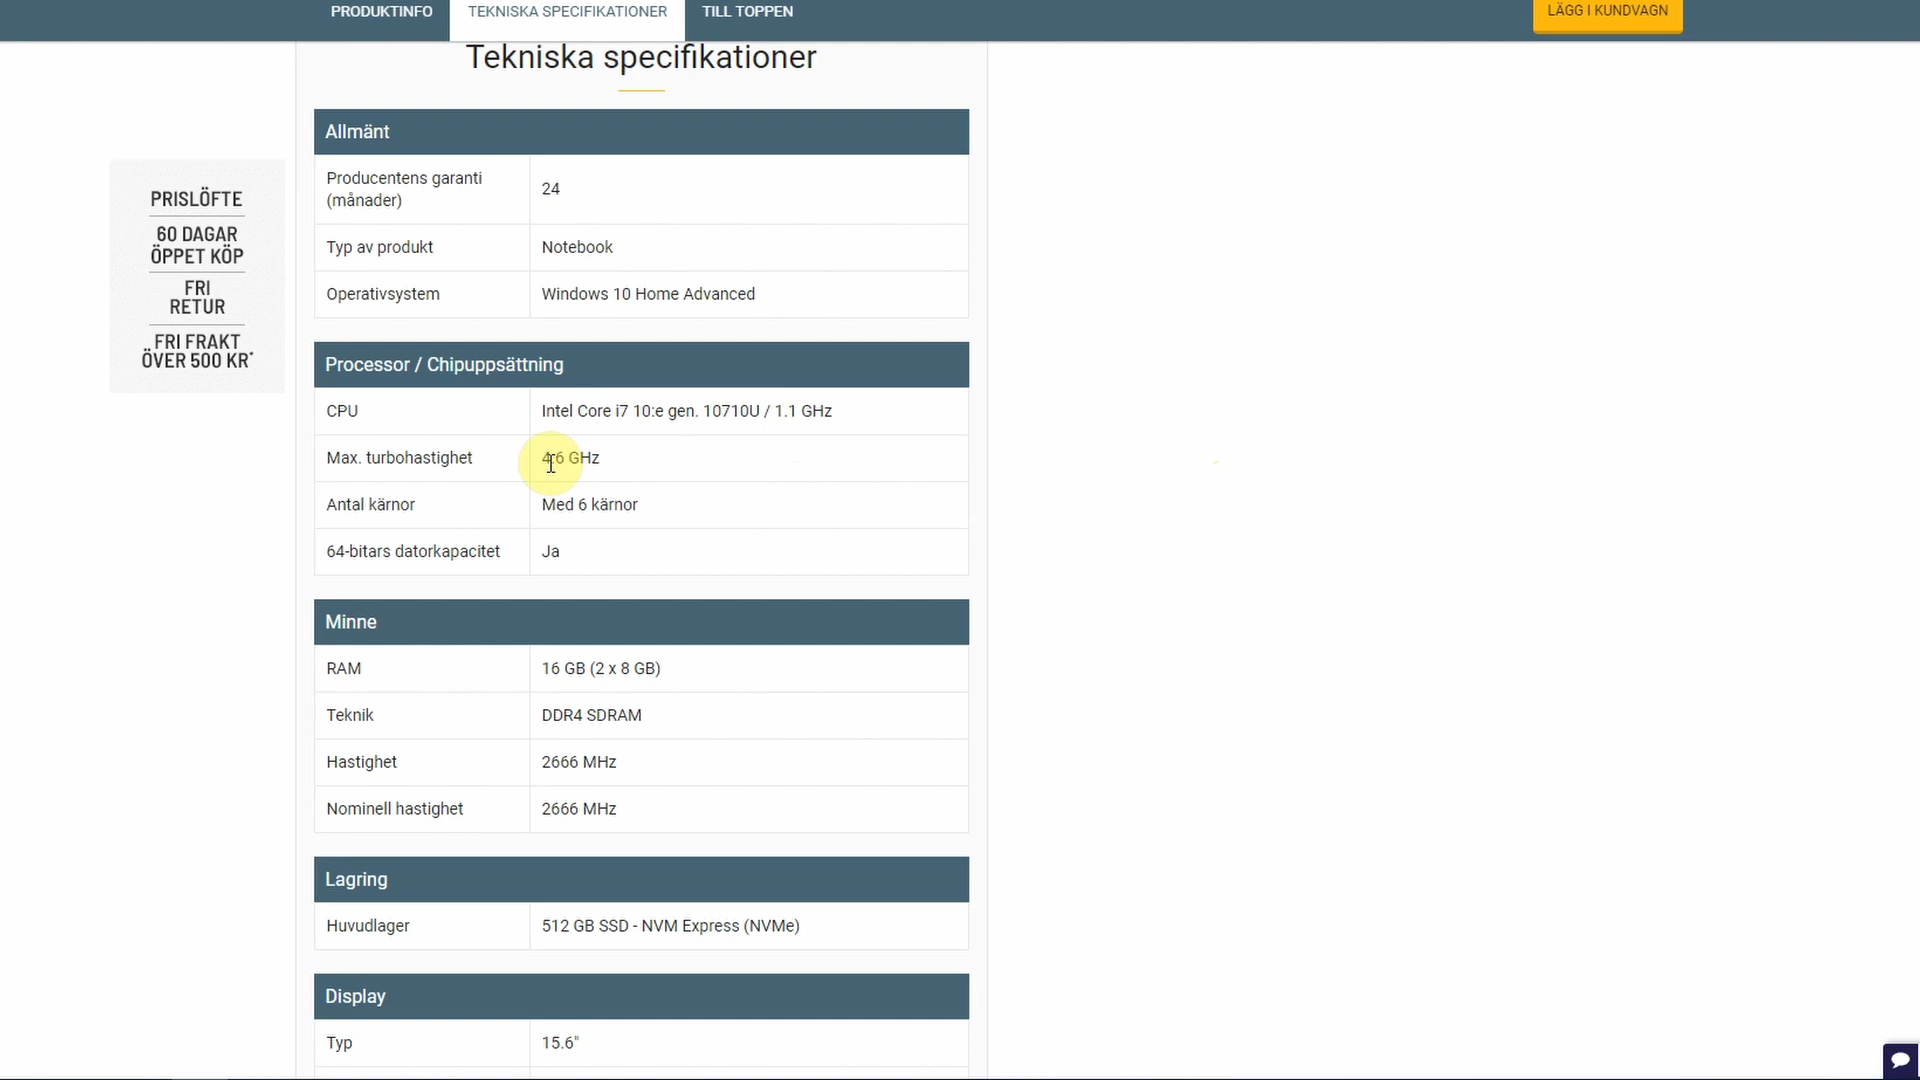 PRODUKTINFO
TEKNISKA SPECIFIKATIONER
TILL TOPPEN
LÄGG I KUNDVAGN
Tekniska specifikationer
PRISLÖFTE
60 DAGAR
ÖPPET KÖP
FRI
RETUR
FRI FRAKT
ÖVER 500 KR*
Allmänt
Producentens garanti
(månader)
24
Typ av produkt
Notebook
Operativsystem
Windows 10 Home Advanced
Processor / Chipuppsättning
CPU
Intel Core i7 10:e gen. 10710U / 1.1 GHz
Max. turbohastighet
4.6 GHz
Antal kärnor
Med 6 kärnor
64-bitars datorkapacitet
Ja
Minne
RAM
16 GB (2 x 8 GB)
Teknik
DDR4 SDRAM
Hastighet
2666 MHz
Nominell hastighet
2666 MHz
Lagring
Huvudlager
512 GB SSD - NVM Express (NVMe)
Display
Typ
15.6"